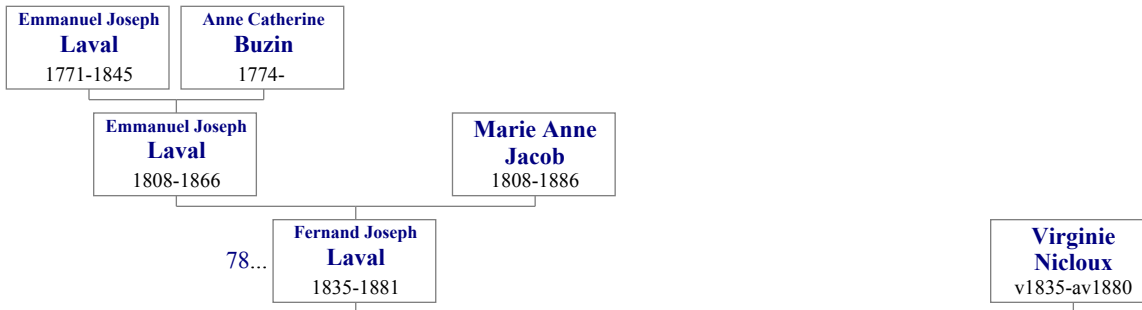 Emmanuel Joseph
Laval
1771-1845
Anne Catherine
Buzin
1774-
Emmanuel Joseph
Laval
1808-1866
Marie Anne
Jacob
1808-1886
78...
Fernand Joseph
Laval
1835-1881
Virginie
Nicloux
v1835-av1880